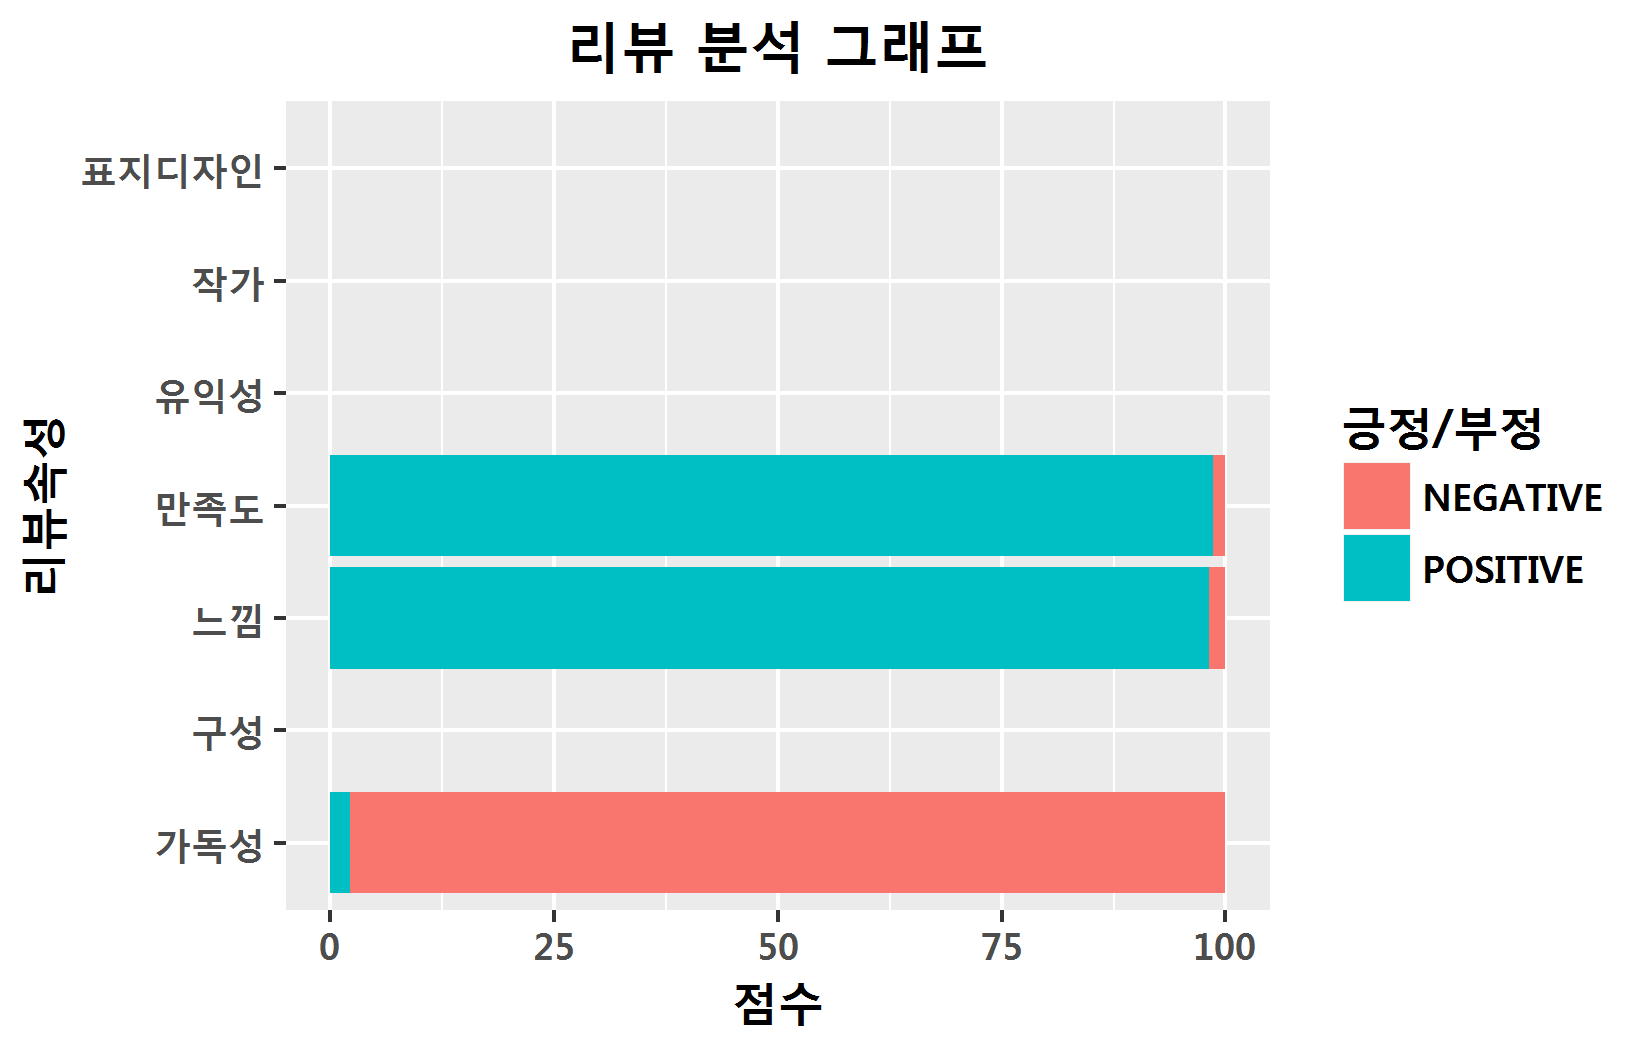 리뷰 분석 그래프
리뷰속성
표지디자인
작가
유익성
만족도
느낌
구성
가독성
0 25 50 75 100
점수
긍정/부정
NEGATIVE
POSITIVE